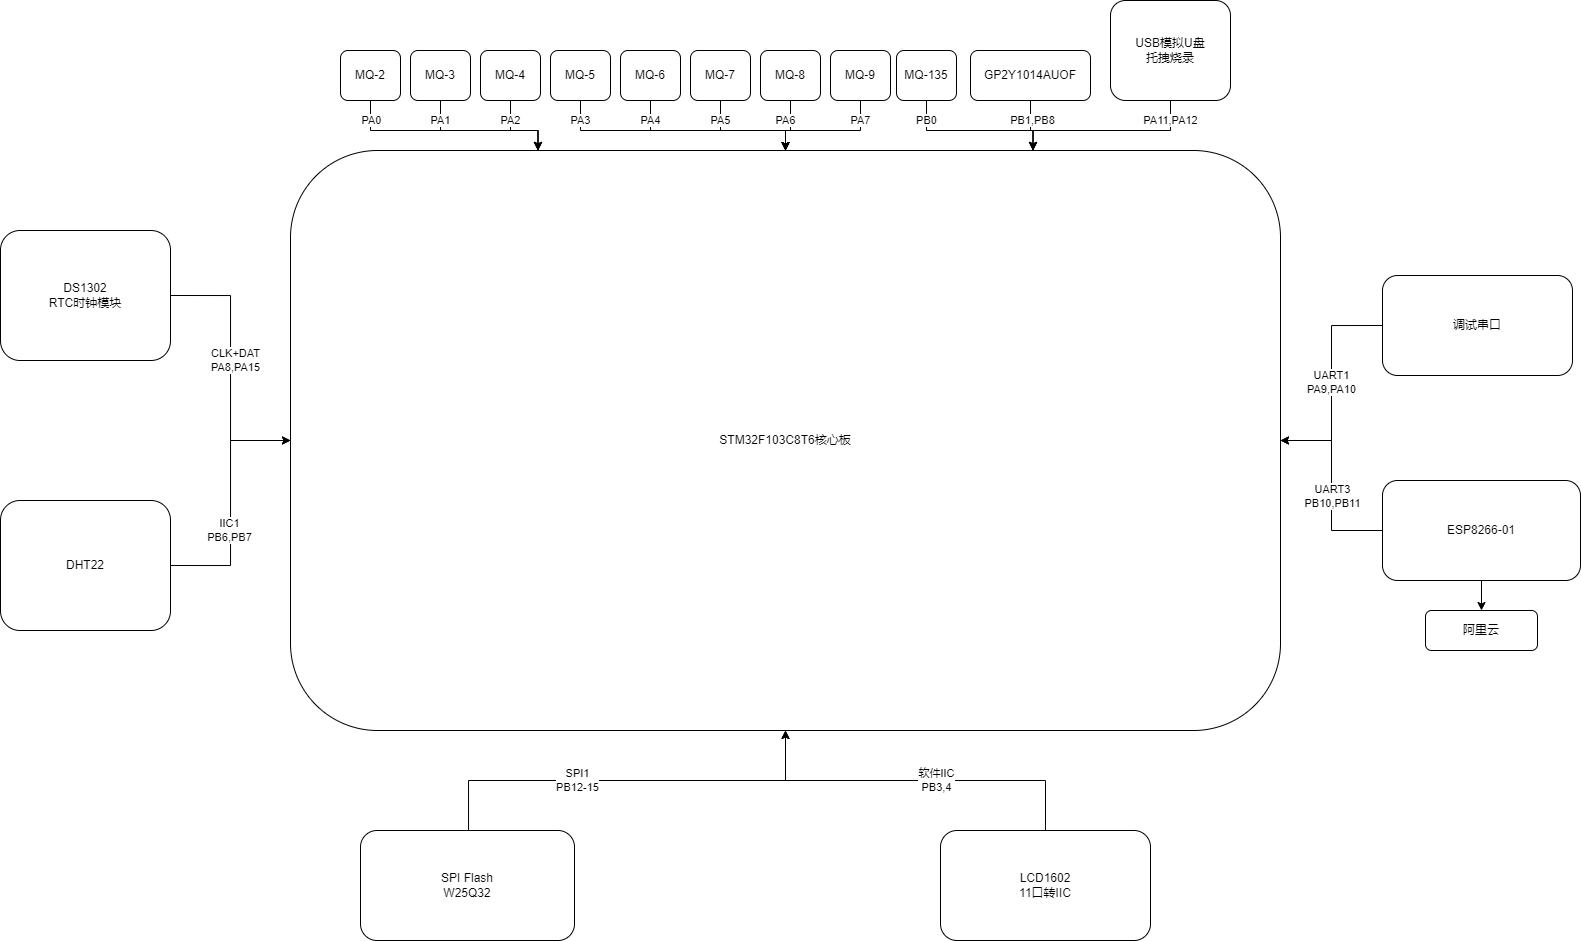 USB模拟U盘
托拽烧录
MQ-2
MQ-3
MQ-4
MQ-5
MQ-6
MQ-7
MQ-8
MQ-9
MQ-135
GP2Y1014AUOF
PA0
PA1
PA2
PA3
PA4
PA5
PA6
PA7
PB0
PB1,PB8
PA11,PA12
DS1302
RTC时钟模块
CLK+DAT
PA8,PA15
调试串口
UART1
PA9,PA10
STM32F103C8T6核心板
IIC1
PB6,PB7
DHT22
UART3
PB10,PB11
ESP8266-01
阿里云
SPI1
PB12-15
软件IIC
PB3,4
SPI Flash
W25Q32
LCD1602
11口转IIC